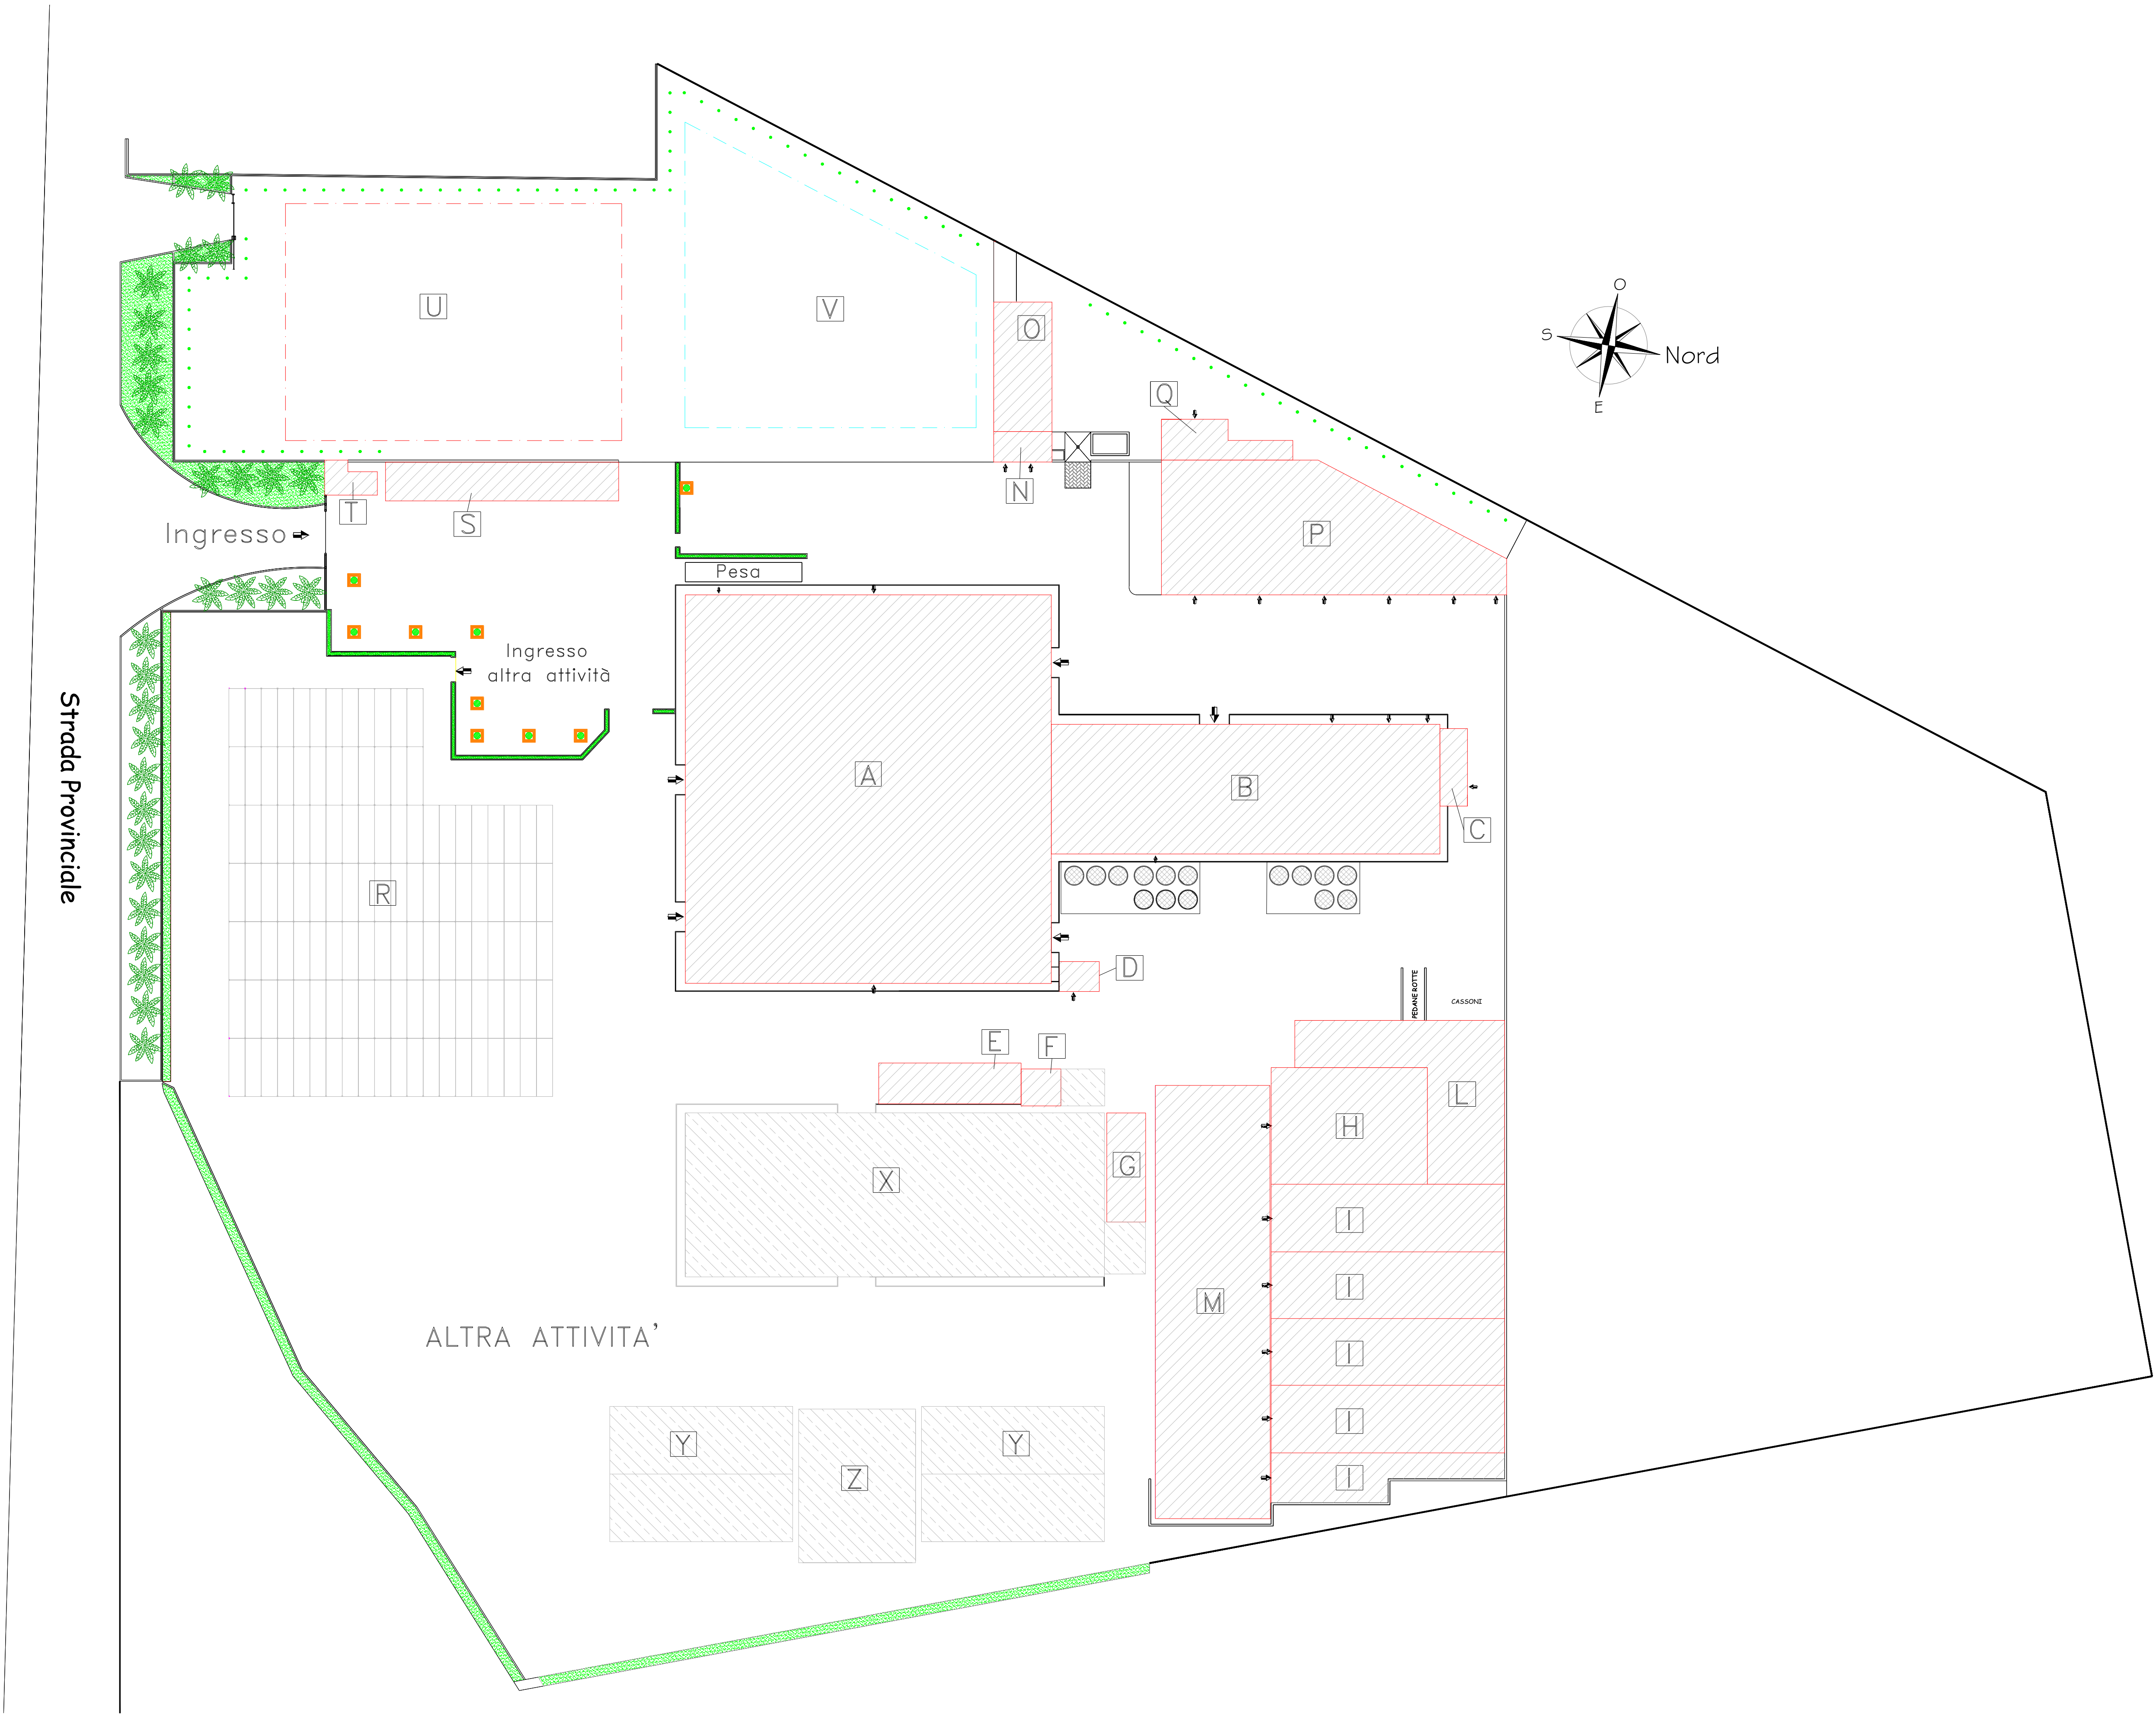 O
S
Nord
E
U
V
O
Q
N
T
S
P
Ingresso
Pesa
Ingresso
altra attività
Strada Provinciale
A
B
C
R
D
PEDANE ROTTE
CASSONI
E
F
L
H
G
X
I
I
M
I
I
I
ALTRA ATTIVITA'
Y
Z
Y